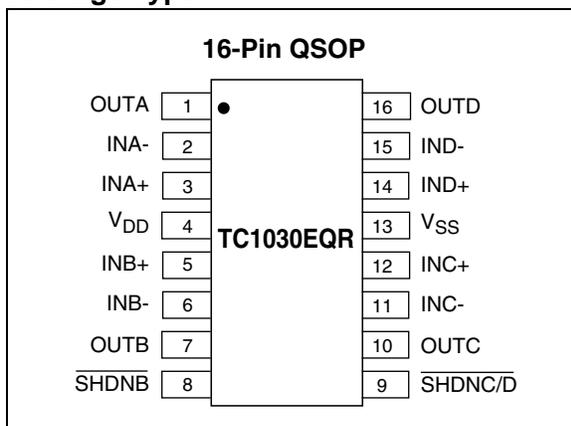 16-Pin QSOP
OUTA 1 16 OUTD
INA- 2 15 IND-
INA+ 3 14 IND+
VDD 4 TC1030EQR 13 VSS
INB+ 5 12 INC+
INB- 6 11 INC-
OUTB 7 10 OUTC
SHDNB 8 9 SHDNC/D